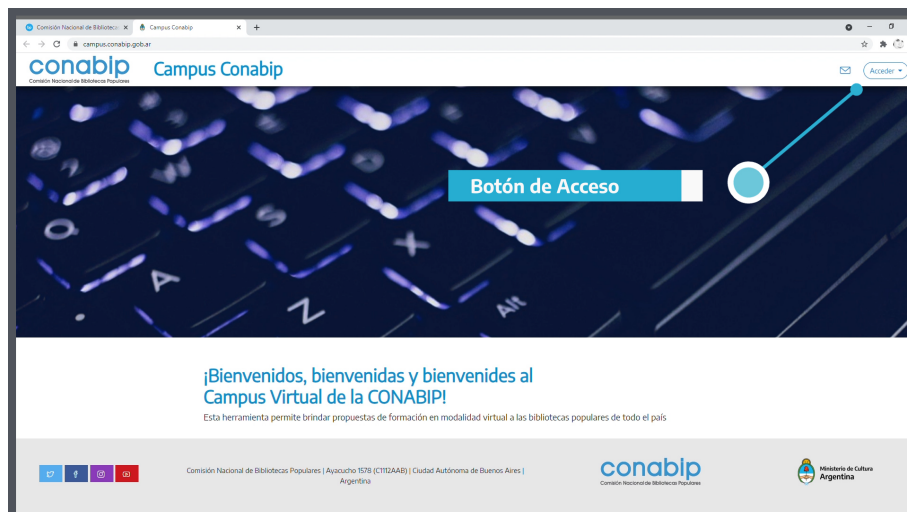 Comisión Nacional de Bibliotecas
Campus Conabip
campus.conabip.gob.ar
conabip
Comisión Nacional de Bibliotecas Populares
Campus Conabip
Acceder
Botón de Acceso
Q
S
A
Z
X
Alt
¡Bienvenidos, bienvenidas y bienvenides al
Campus Virtual de la CONABIP!
Esta herramienta permite brindar propuestas de formación en modalidad virtual a las bibliotecas populares de todo el país
Comisión Nacional de Bibliotecas Populares | Ayacucho 1578 (C1112AAB) | Ciudad Autónoma de Buenos Aires |
Argentina
conabip
Comisión Nacional de Bibliotecas Populares
Ministerio de Cultura
Argentina